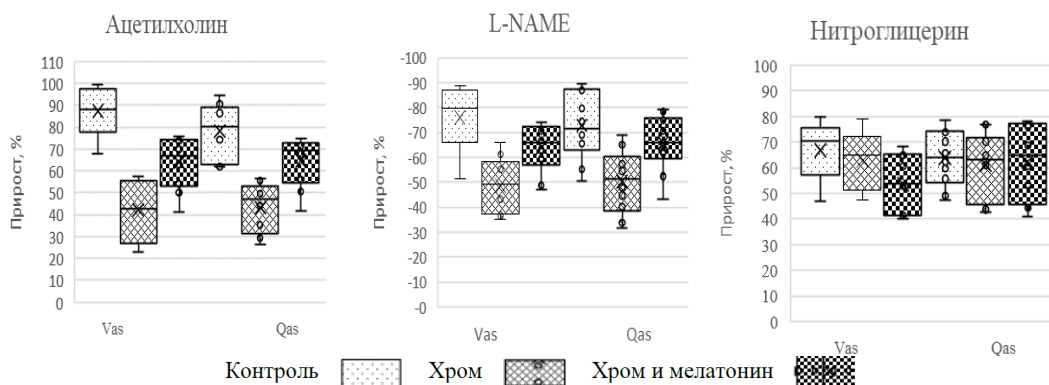 Ацетилхолин
Прирост, %
110
100
90
80
70
60
50
40
30
20
10
0
Vas
Qas
L-NAME
Прирост, %
-100
-90
-80
-70
-60
-50
-40
-30
-20
-10
-0
Vas
Qas
Нитроглицерин
Прирост, %
100
90
80
70
60
50
40
30
20
10
0
Vas
Qas
Контроль
Хром
Хром и мелатонин